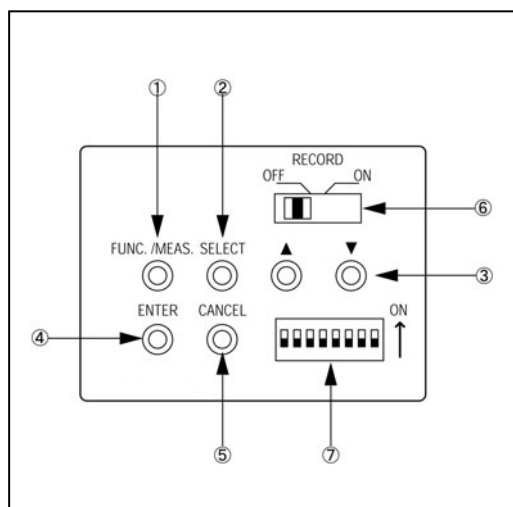 ① ②
RECORD
OFF ON
⑥
FUNC./MEAS. SELECT ▲ ▼
③
ENTER CANCEL ON
④
⑤ ⑦